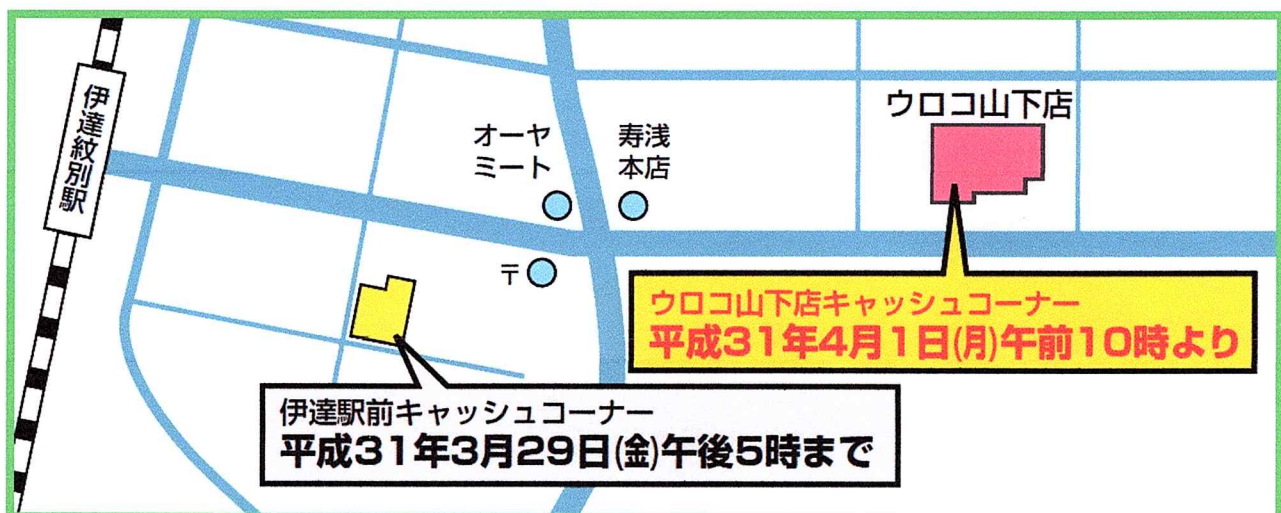 伊達紋別駅
オーヤ
ミート
寿浅
本店
ウロコ山下店
〒
ウロコ山下店キャッシュコーナー
平成31年4月1日(月)午前10時より
伊達駅前キャッシュコーナー
平成31年3月29日(金)午後5時まで